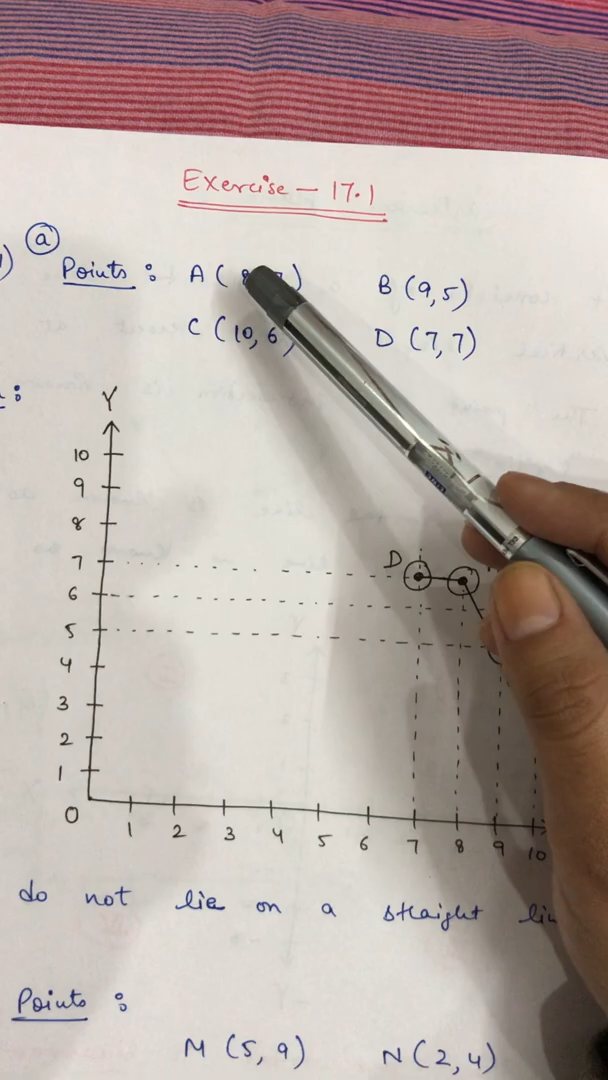 Exercise – 17.1
(a)
Points : A ( B (9,5)
C (10,6) D (7,7)
Y
10
9
8
7 D
6
5
4
3
2
1
0
1 2 3 4 5 6 7 8 9 10
do not lie on a straight
Points :
M (5,9) N (2,4)